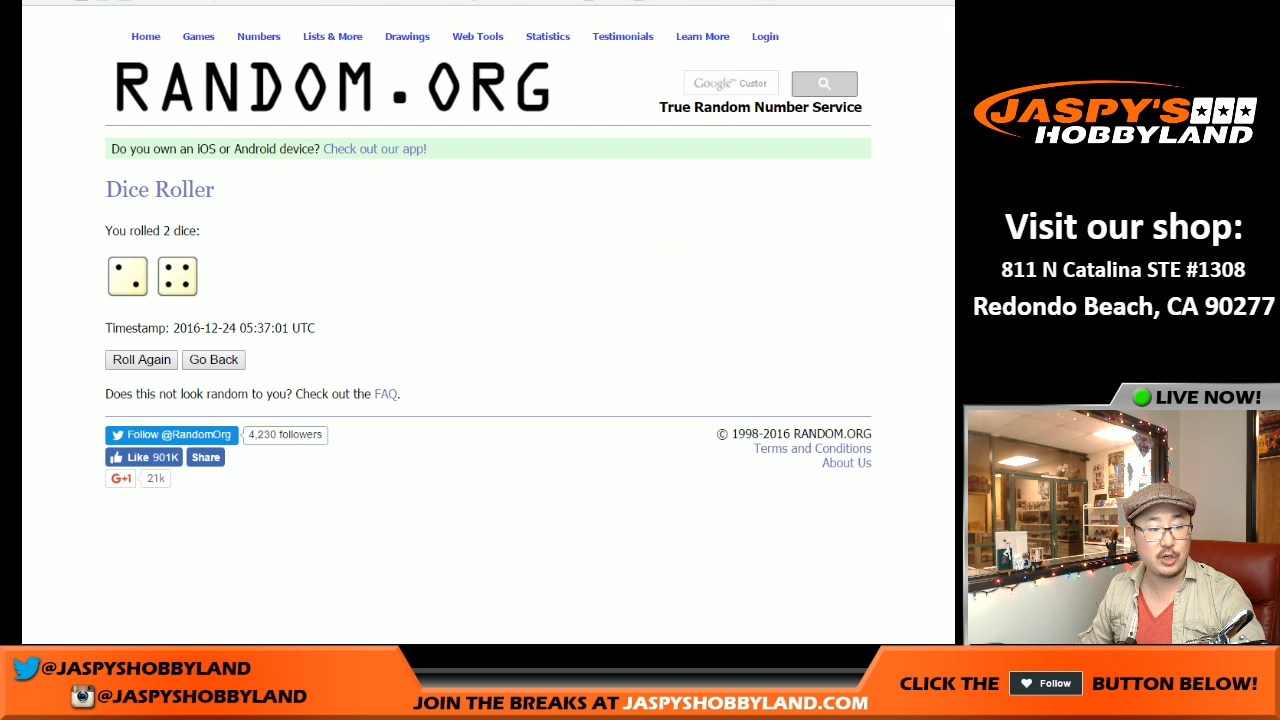 Home Games Numbers Lists & More Drawings Web Tools Statistics Testimonials Learn More Login
RANDOM.ORG
Google™ Custor
True Random Number Service
Do you own an iOS or Android device? Check out our app!
Dice Roller
You rolled 2 dice:
Timestamp: 2016-12-24 05:37:01 UTC
Roll Again Go Back
Does this not look random to you? Check out the FAQ.
Follow @RandomOrg 4,230 followers
Like 901K Share
G+1 21k
© 1998-2016 RANDOM.ORG
Terms and Conditions
About Us
JASPY'S
HOBBYLAND
Visit our shop:
811 N Catalina STE #1308
Redondo Beach, CA 90277
LIVE NOW!
@JASPYSHOBBYLAND
@JASPYSHOBBYLAND
JOIN THE BREAKS AT JASPYSHOBBYLAND.COM
CLICK THE Follow BUTTON BELOW!